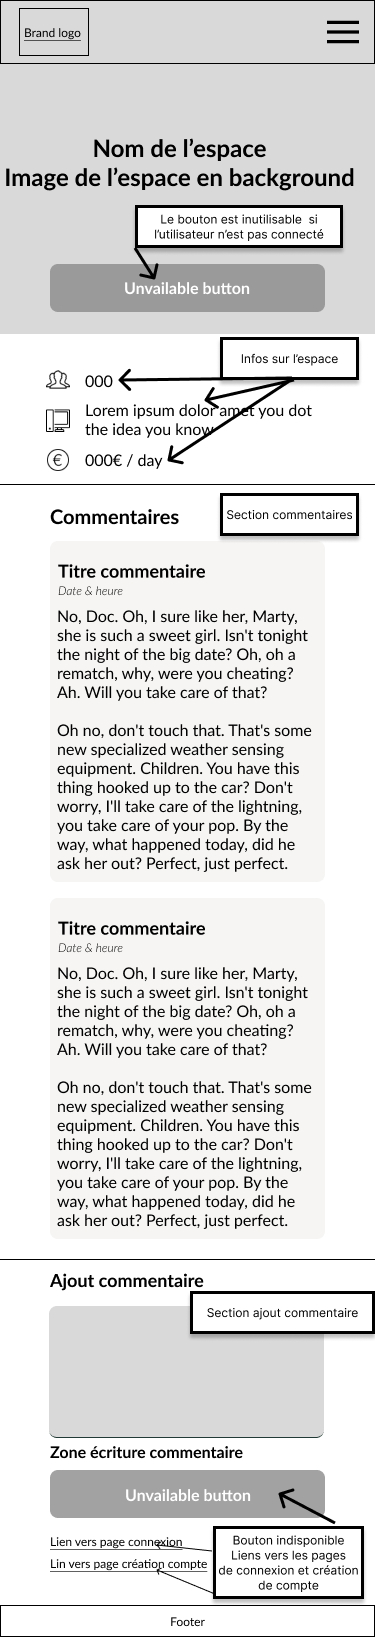 Brand logo
Nom de l’espace
Image de l’espace en background
Le bouton est inutilisable si
l’utilisateur n’est pas connecté
Unvailable button
Infos sur l’espace
000
Lorem ipsum dolor amet you dot
the idea you know
€
000€ / day
Commentaires
Section commentaires
Titre commentaire
Date & heure
No, Doc. Oh, I sure like her, Marty,
she is such a sweet girl. Isn't tonight
the night of the big date? Oh, oh a
rematch, why, were you cheating?
Ah. Will you take care of that?
Oh no, don't touch that. That's some
new specialized weather sensing
equipment. Children. You have this
thing hooked up to the car? Don't
worry, I'll take care of the lightning,
you take care of your pop. By the
way, what happened today, did he
ask her out? Perfect, just perfect.
Titre commentaire
Date & heure
No, Doc. Oh, I sure like her, Marty,
she is such a sweet girl. Isn't tonight
the night of the big date? Oh, oh a
rematch, why, were you cheating?
Ah. Will you take care of that?
Oh no, don't touch that. That's some
new specialized weather sensing
equipment. Children. You have this
thing hooked up to the car? Don't
worry, I'll take care of the lightning,
you take care of your pop. By the
way, what happened today, did he
ask her out? Perfect, just perfect.
Ajout commentaire
Section ajout commentaire
Zone écriture commentaire
Unvailable button
Lien vers page connexion
Lin vers page création compte
Bouton indisponible
Liens vers les pages
de connexion et création
de compte
Footer